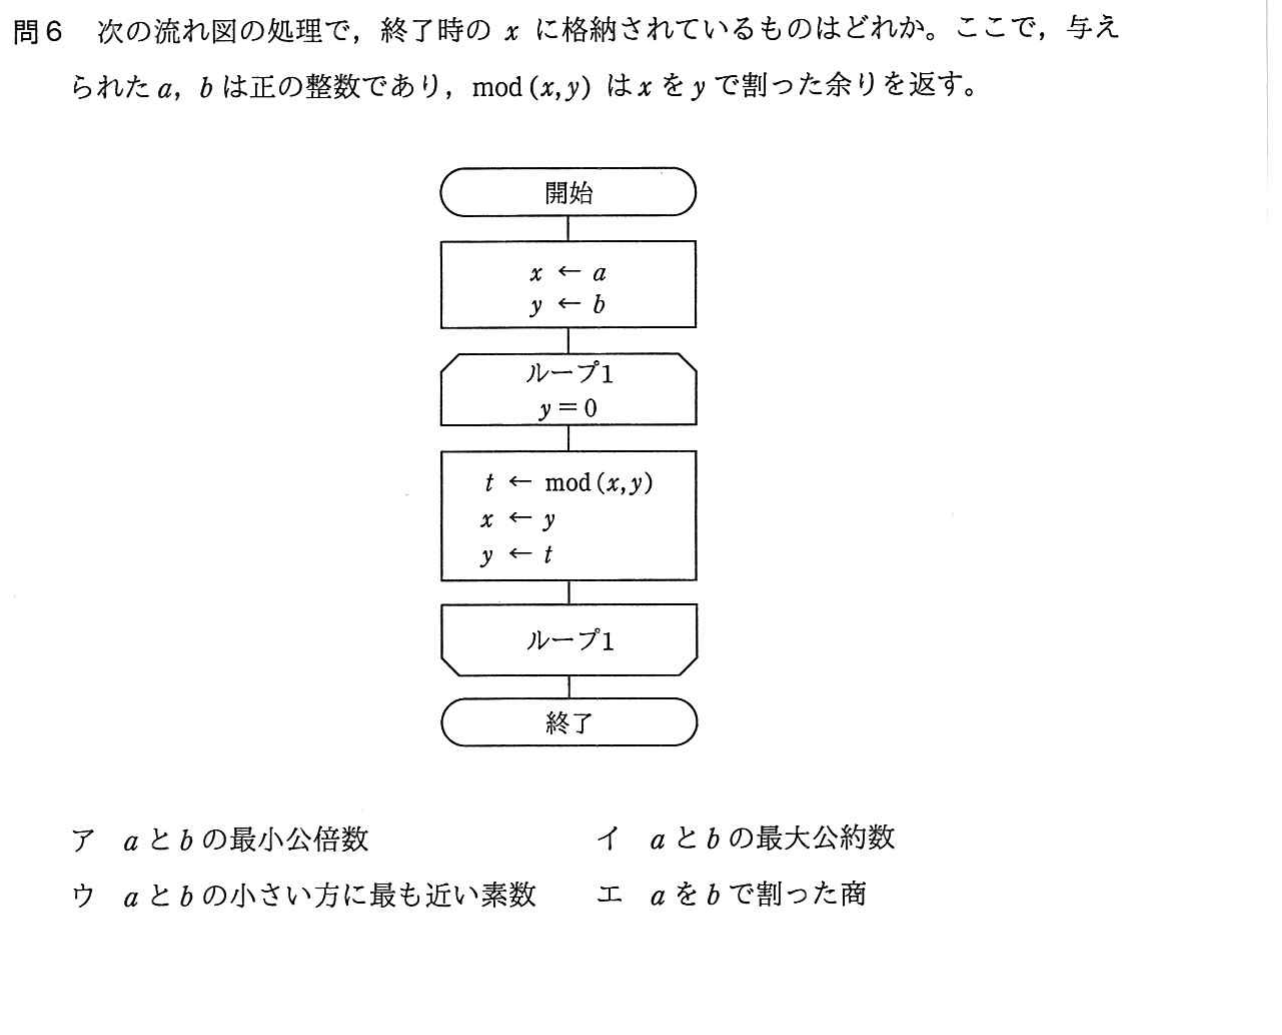 問6 次の流れ図の処理で，終了時の x に格納されているものはどれか。ここで，与え
られた a，b は正の整数であり，mod(x,y) は x を y で割った余りを返す。
開始
x ← a
y ← b
ループ1
y＝0
t ← mod(x,y)
x ← y
y ← t
ループ1
終了
ア a と b の最小公倍数 イ a と b の最大公約数
ウ a と b の小さい方に最も近い素数 エ a を b で割った商